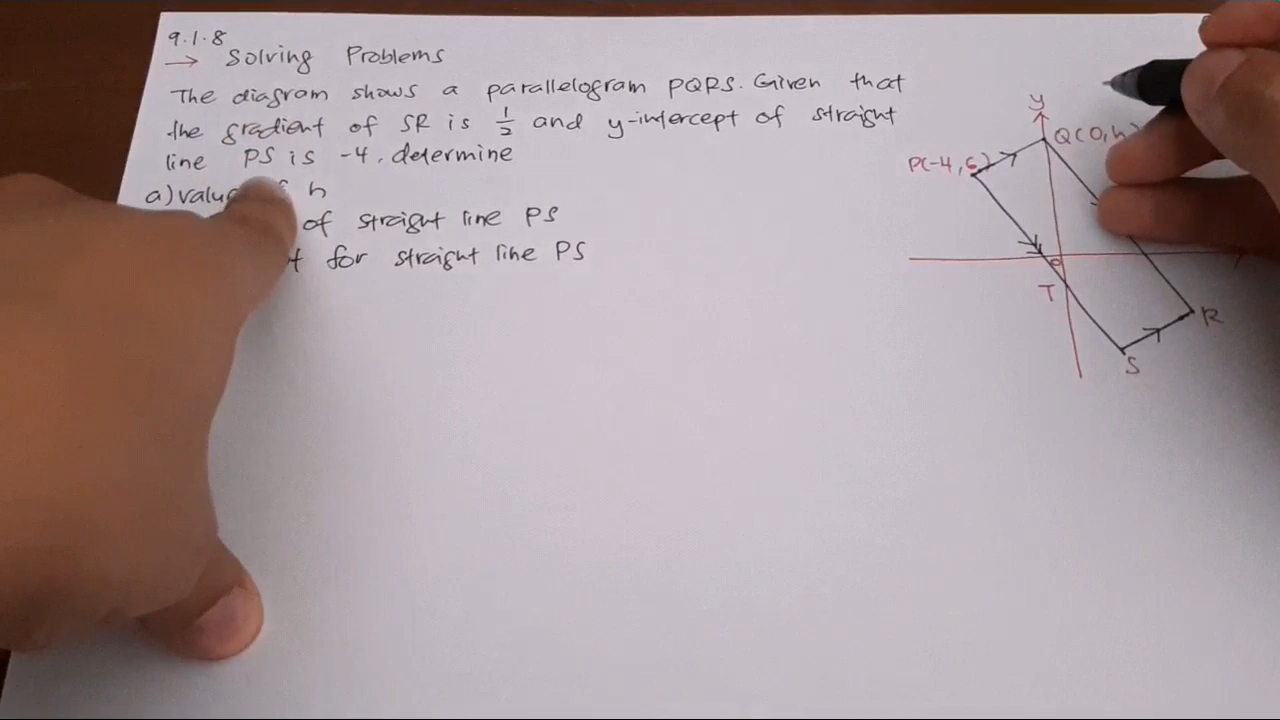 9.1.8
→ Solving Problems
The diagram shows a parallelogram PQRS. Given that
the gradient of SR is 1/2 and y-intercept of straight
line PS is -4, determine
a) value h
of straight line PS
for straight line PS
y
Q(0,h)
P(-4,6)
O
T
R
S